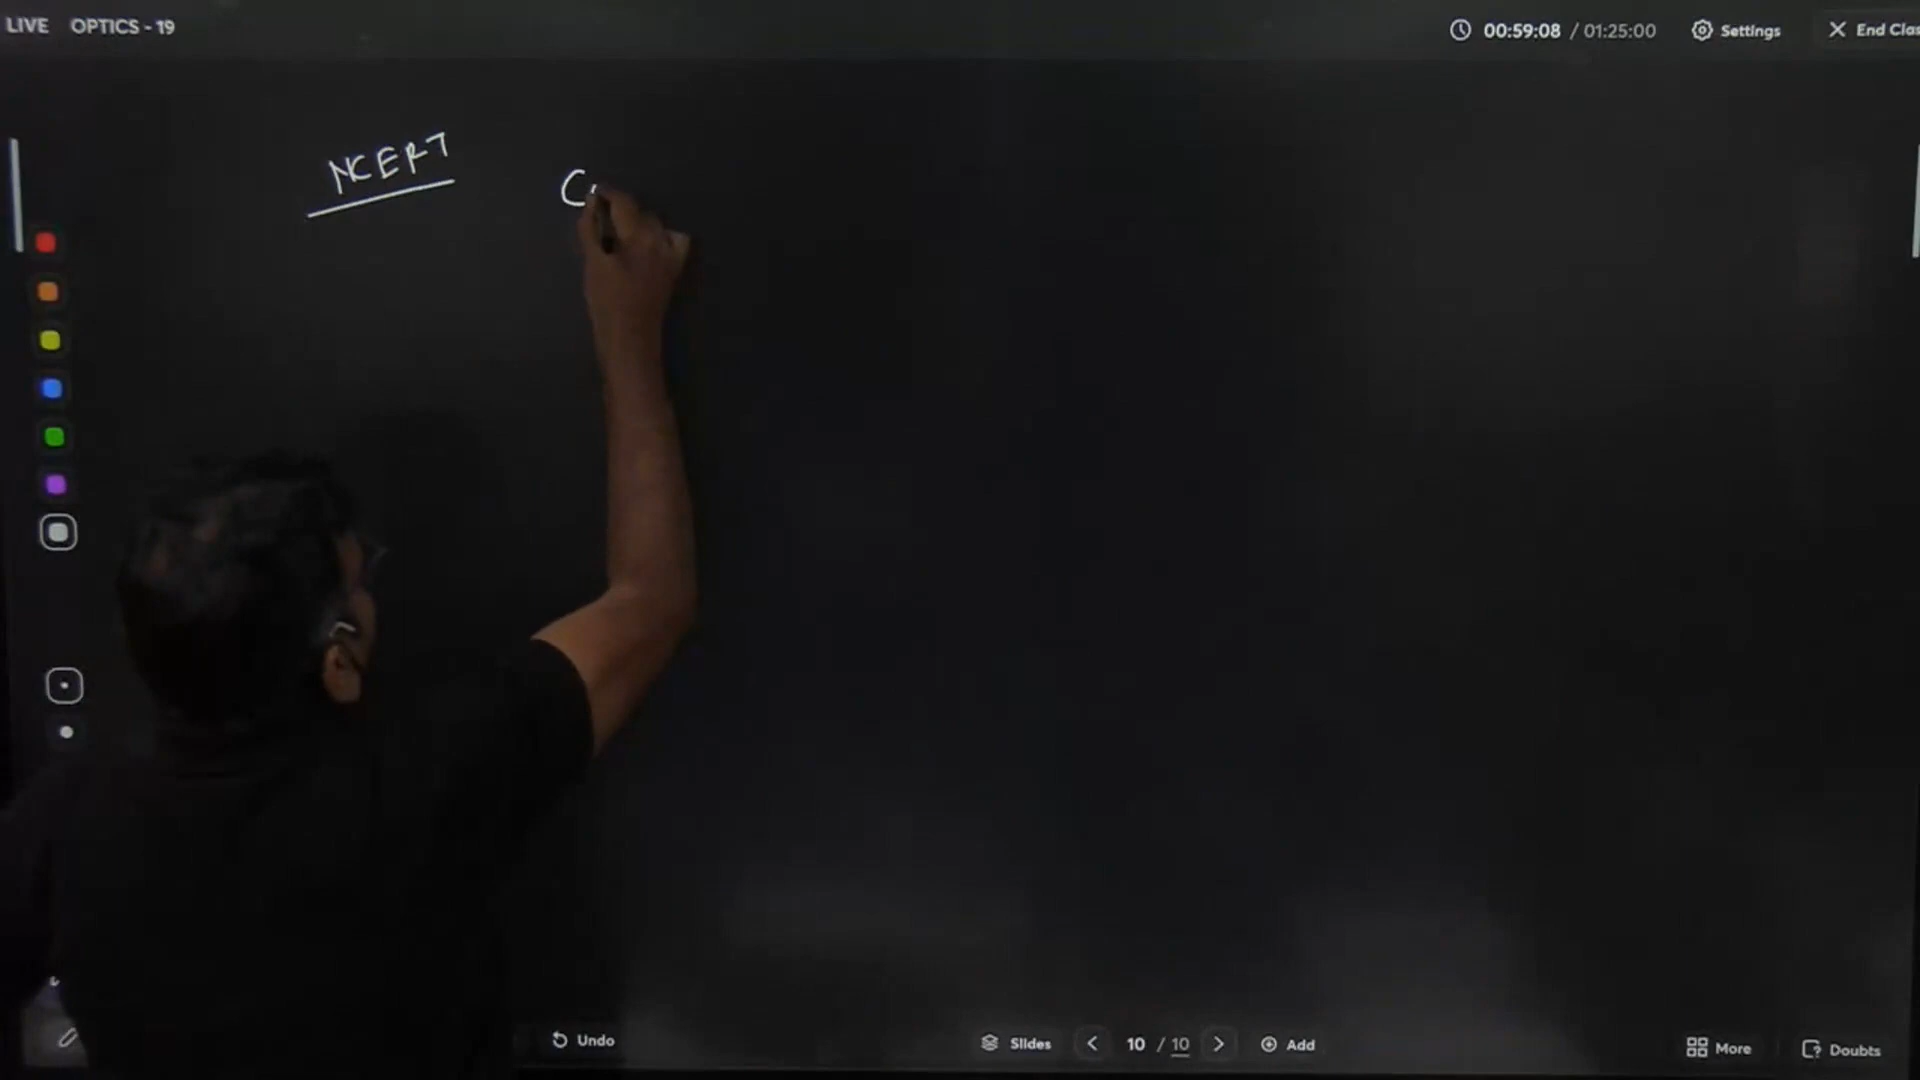 LIVE OPTICS - 19 00:59:08 / 01:25:00 Settings End Clas
NCERT C
Undo Slides 10 / 10 Add More Doubts